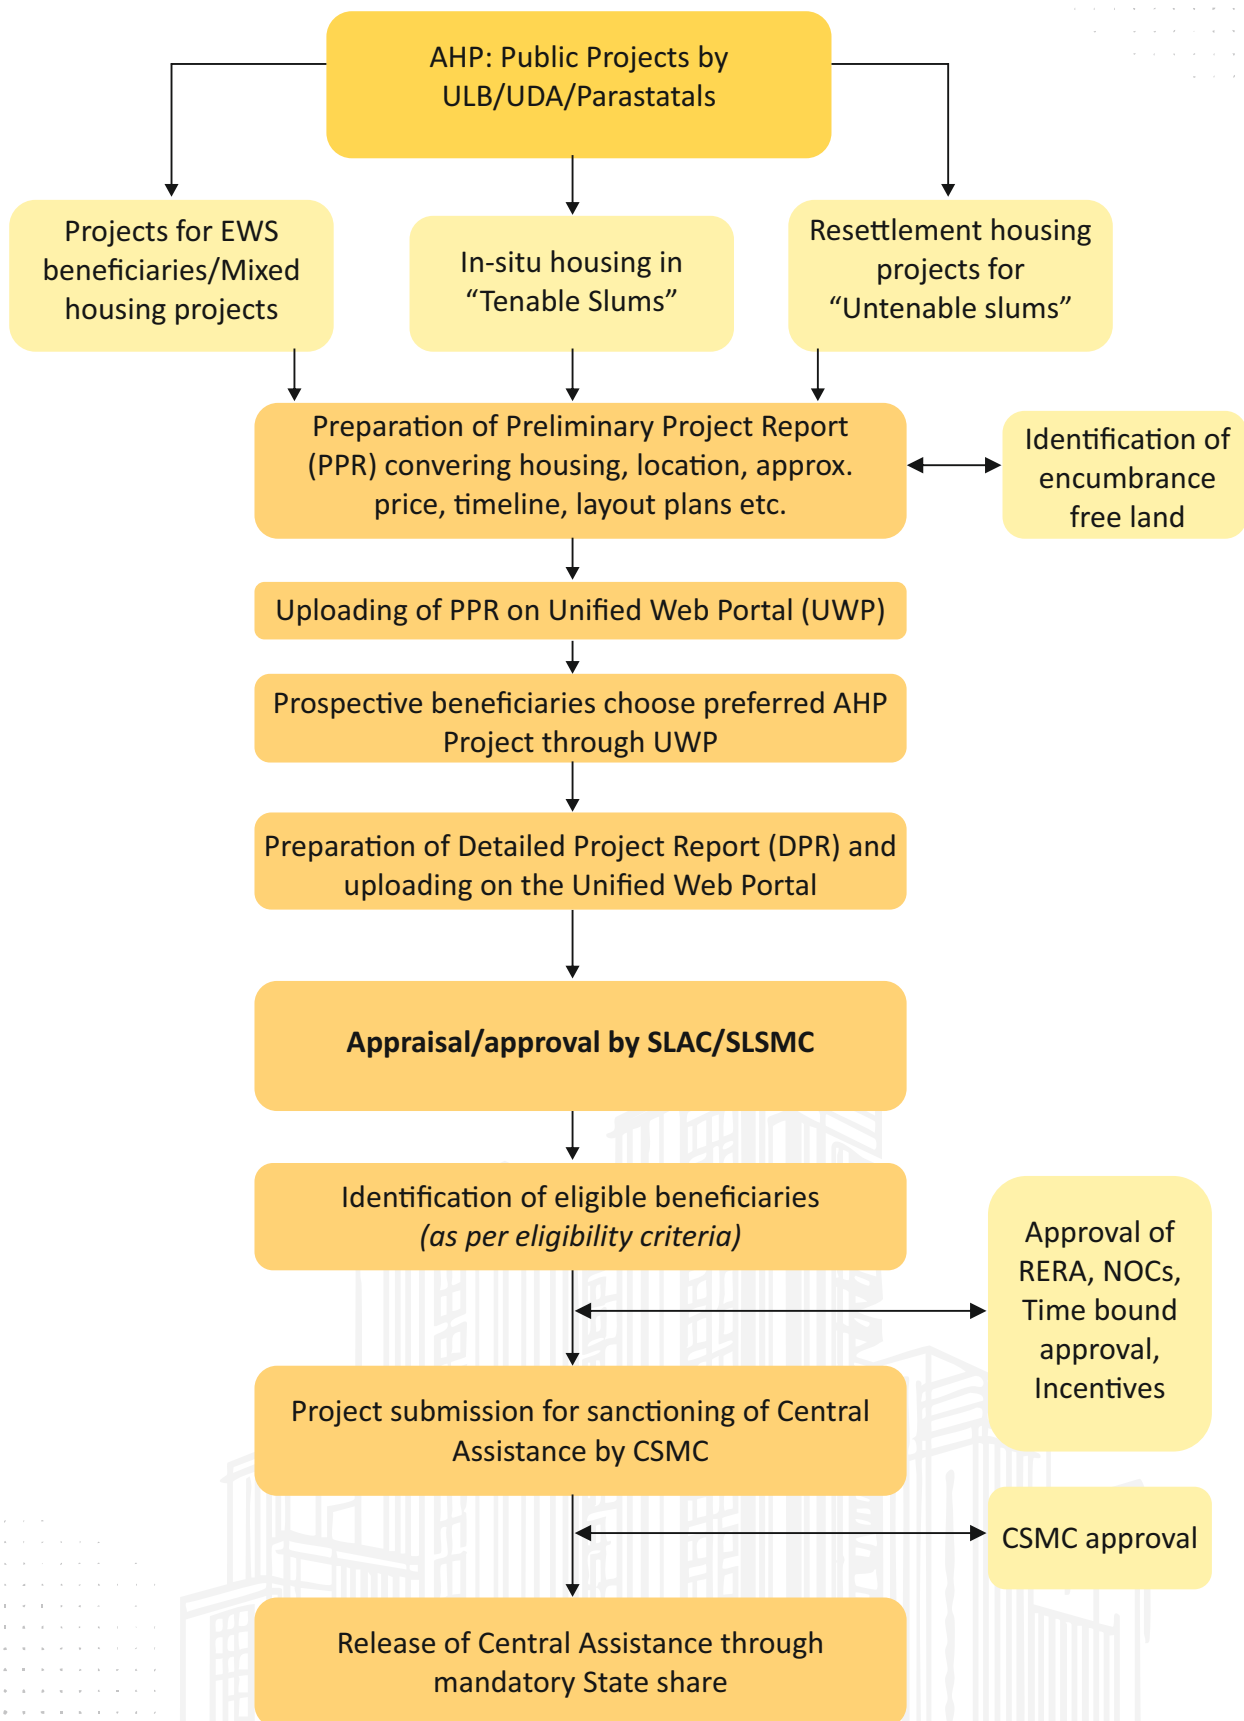 AHP: Public Projects by
ULB/UDA/Parastatals
Projects for EWS
beneficiaries/Mixed
housing projects
In-situ housing in
“Tenable Slums”
Resettlement housing
projects for
“Untenable slums”
Preparation of Preliminary Project Report
(PPR) convering housing, location, approx.
price, timeline, layout plans etc.
Identification of
encumbrance
free land
Uploading of PPR on Unified Web Portal (UWP)
Prospective beneficiaries choose preferred AHP
Project through UWP
Preparation of Detailed Project Report (DPR) and
uploading on the Unified Web Portal
Appraisal/approval by SLAC/SLSMC
Identification of eligible beneficiaries
(as per eligibility criteria)
Approval of
RERA, NOCs,
Time bound
approval,
Incentives
Project submission for sanctioning of Central
Assistance by CSMC
CSMC approval
Release of Central Assistance through
mandatory State share